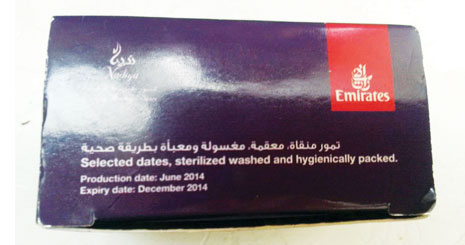 Emirates
تمور منقاة، معقمة، مغسولة ومعبأة بطريقة صحية
Selected dates, sterilized washed and hygienically packed.
Production date: June 2014
Expiry date: December 2014